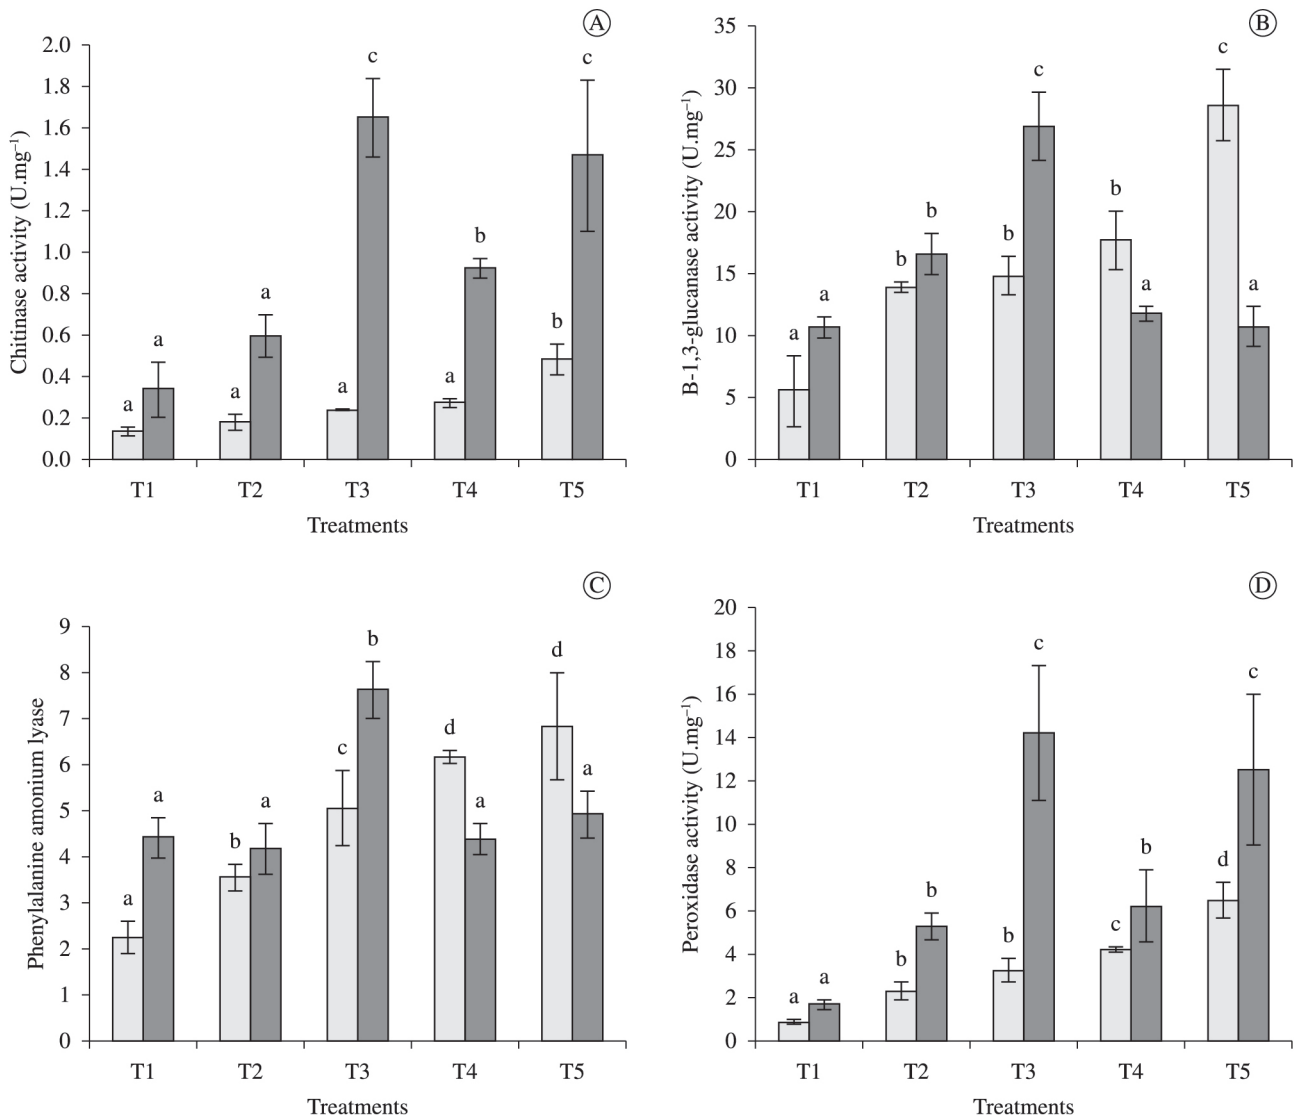 A
Chitinase activity (U.mg⁻¹)
2.0
1.8
1.6
1.4
1.2
1.0
0.8
0.6
0.4
0.2
0.0
a a a a a c a b b c
T1 T2 T3 T4 T5
Treatments
B
B-1,3-glucanase activity (U.mg⁻¹)
35
30
25
20
15
10
5
0
a a b b b c b a c a
T1 T2 T3 T4 T5
Treatments
C
Phenylalanine amonium lyase
9
8
7
6
5
4
3
2
1
0
a a b a c b d a d a
T1 T2 T3 T4 T5
Treatments
D
Peroxidase activity (U.mg⁻¹)
20
18
16
14
12
10
8
6
4
2
0
a a b b b c c b d c
T1 T2 T3 T4 T5
Treatments